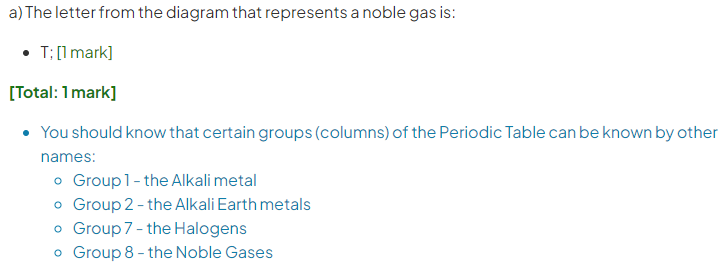 a) The letter from the diagram that represents a noble gas is:
• T; [1 mark]
[Total: 1 mark]
• You should know that certain groups (columns) of the Periodic Table can be known by other
names:
◦ Group 1 - the Alkali metal
◦ Group 2 - the Alkali Earth metals
◦ Group 7 - the Halogens
◦ Group 8 - the Noble Gases